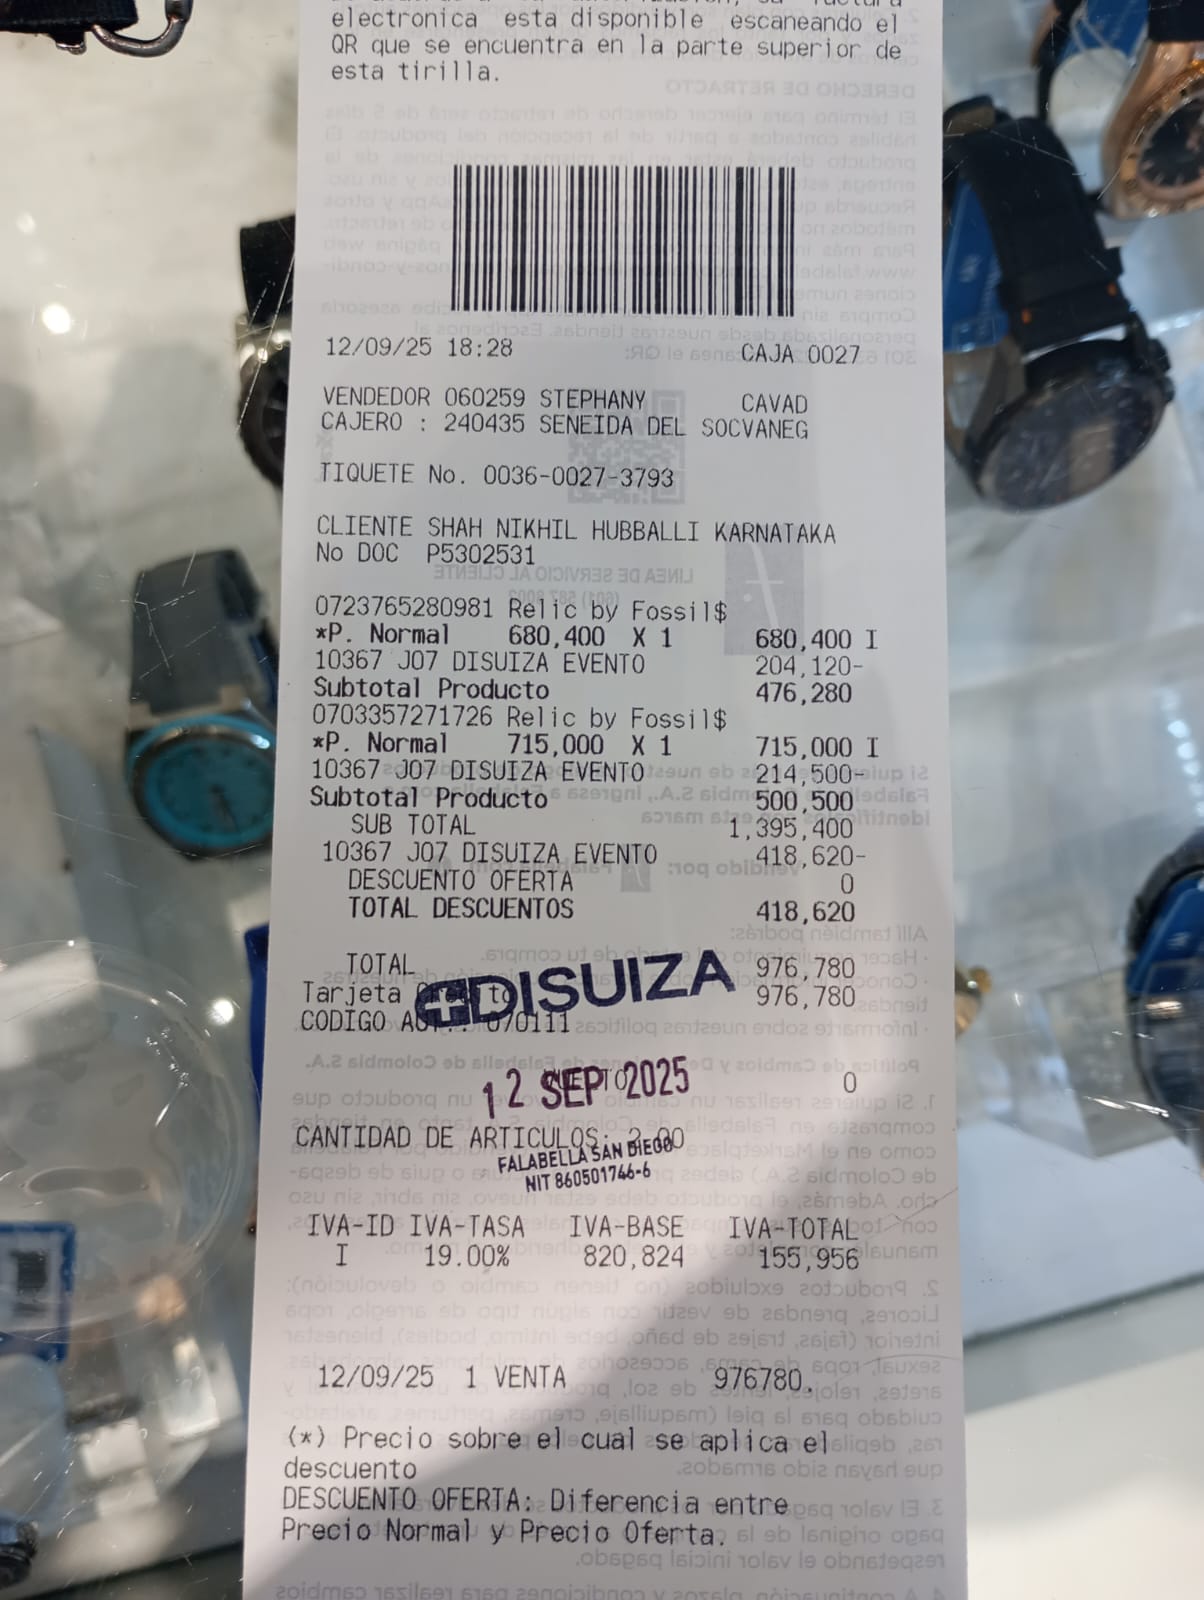 electronica esta disponible escaneando el
QR que se encuentra en la parte superior de
esta tirilla.
12/09/25 18:28 CAJA 0027
VENDEDOR 060259 STEPHANY CAVAD
CAJERO : 240435 SENEIDA DEL SOCVANEG
TIQUETE No. 0036-0027-3793
CLIENTE SHAH NIKHIL HUBBALLI KARNATAKA
No DOC P5302531
0723765280981 Relic by Fossil$
*P. Normal 680,400 X 1 680,400 I
10367 J07 DISUIZA EVENTO 204,120-
Subtotal Producto 476,280
0703357271726 Relic by Fossil$
*P. Normal 715,000 X 1 715,000 I
10367 J07 DISUIZA EVENTO 214,500-
Subtotal Producto 500,500
SUB TOTAL 1,395,400
10367 J07 DISUIZA EVENTO 418,620-
DESCUENTO OFERTA 0
TOTAL DESCUENTOS 418,620
TOTAL 976,780
Tarjeta 976,780
DISUIZA
CODIGO 070111
12 SEP 2025
0
CANTIDAD DE ARTICULOS: 2.00
FALABELLA SAN DIEGO
NIT 860501746-6
IVA-ID IVA-TASA IVA-BASE IVA-TOTAL
I 19.00% 820,824 155,956
12/09/25 1 VENTA 976780.
(*) Precio sobre el cual se aplica el
descuento
DESCUENTO OFERTA: Diferencia entre
Precio Normal y Precio Oferta.